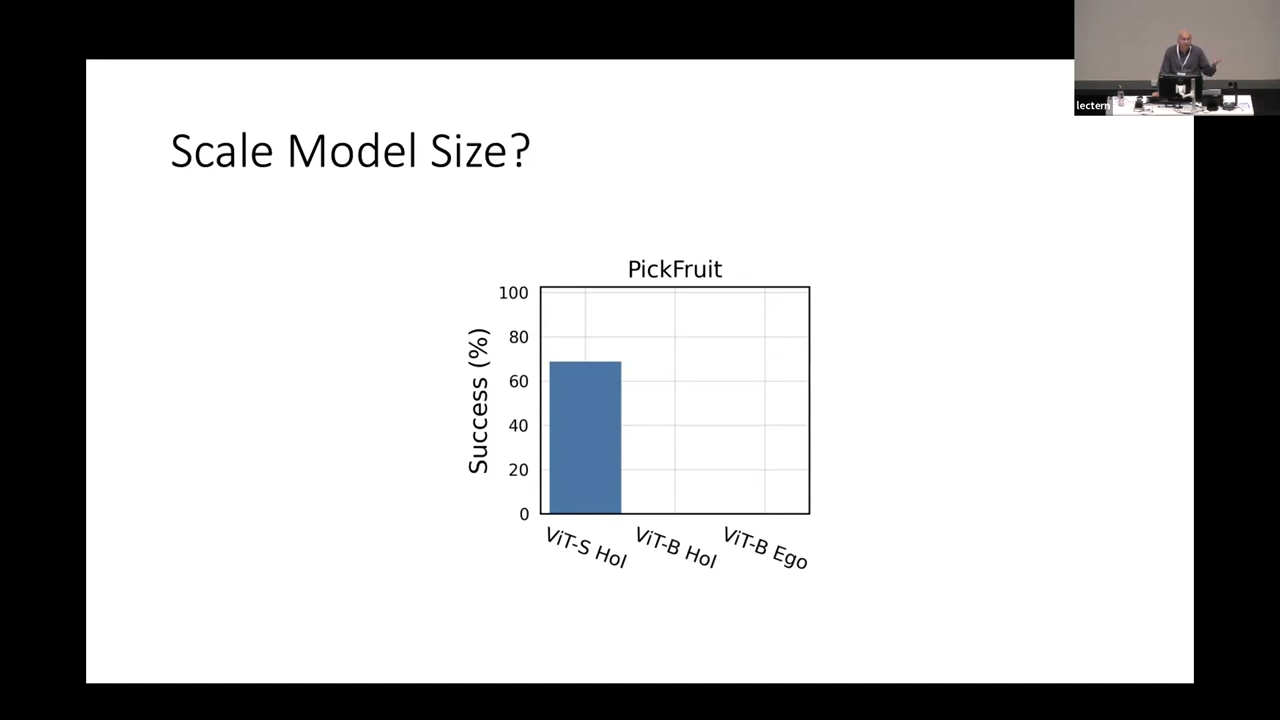 lectern
Scale Model Size?
PickFruit
Success (%)
100
80
60
40
20
0
ViT-S Hol
ViT-B Hol
ViT-B Ego